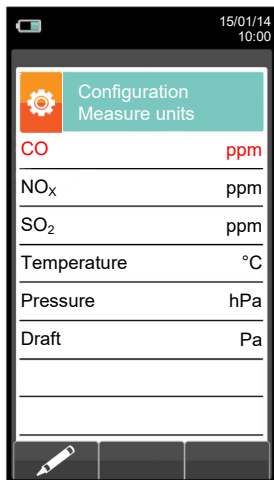 15/01/14
10:00
Configuration
Measure units
CO ppm
NOX ppm
SO2 ppm
Temperature °C
Pressure hPa
Draft Pa